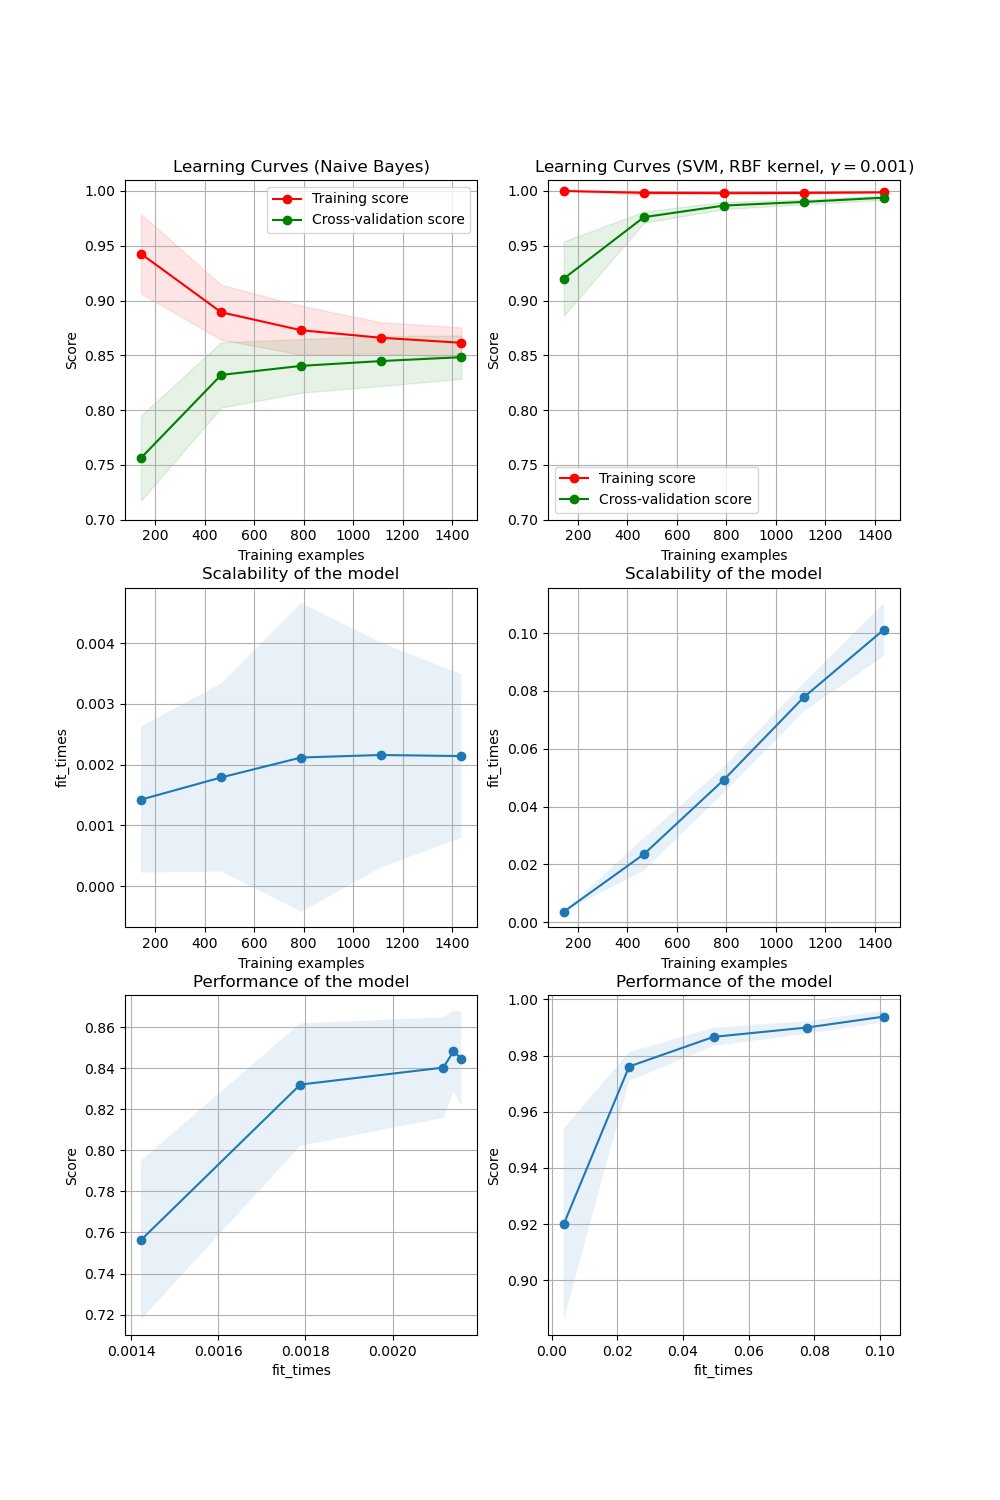 Learning Curves (Naive Bayes)
1.00
0.95
0.90
0.85
0.80
0.75
0.70
Score
Training score
Cross-validation score
200 400 600 800 1000 1200 1400
Training examples
Learning Curves (SVM, RBF kernel, γ = 0.001)
1.00
0.95
0.90
0.85
0.80
0.75
0.70
Score
Training score
Cross-validation score
200 400 600 800 1000 1200 1400
Training examples
Scalability of the model
0.004
0.003
0.002
0.001
0.000
fit_times
200 400 600 800 1000 1200 1400
Training examples
Scalability of the model
0.10
0.08
0.06
0.04
0.02
0.00
fit_times
200 400 600 800 1000 1200 1400
Training examples
Performance of the model
0.86
0.84
0.82
0.80
0.78
0.76
0.74
0.72
Score
0.0014 0.0016 0.0018 0.0020
fit_times
Performance of the model
1.00
0.98
0.96
0.94
0.92
0.90
Score
0.00 0.02 0.04 0.06 0.08 0.10
fit_times